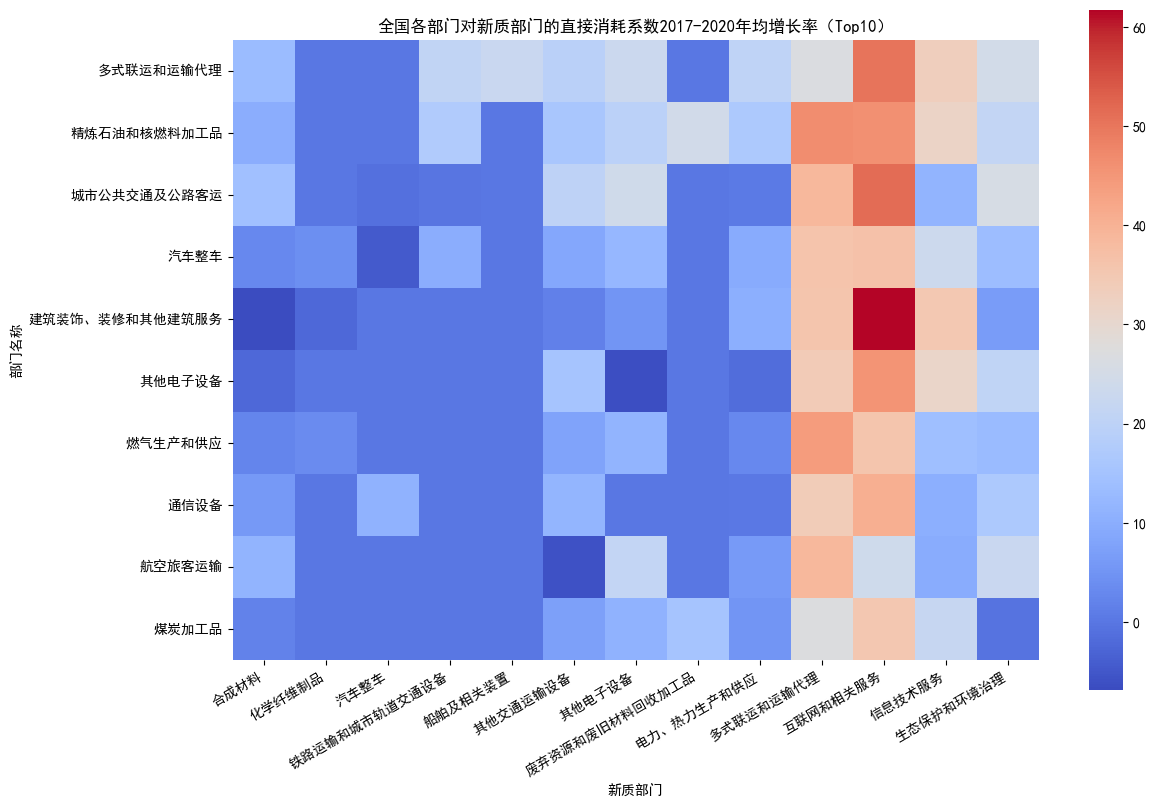 全国各部门对新质部门的直接消耗系数2017-2020年均增长率（Top10）
部门名称
多式联运和运输代理
精炼石油和核燃料加工品
城市公共交通及公路客运
汽车整车
建筑装饰、装修和其他建筑服务
其他电子设备
燃气生产和供应
通信设备
航空旅客运输
煤炭加工品
合成材料
化学纤维制品
汽车整车
铁路运输和城市轨道交通设备
船舶及相关装置
其他交通运输设备
其他电子设备
废弃资源和废旧材料回收加工品
电力、热力生产和供应
多式联运和运输代理
互联网和相关服务
信息技术服务
生态保护和环境治理
新质部门
60
50
40
30
20
10
0